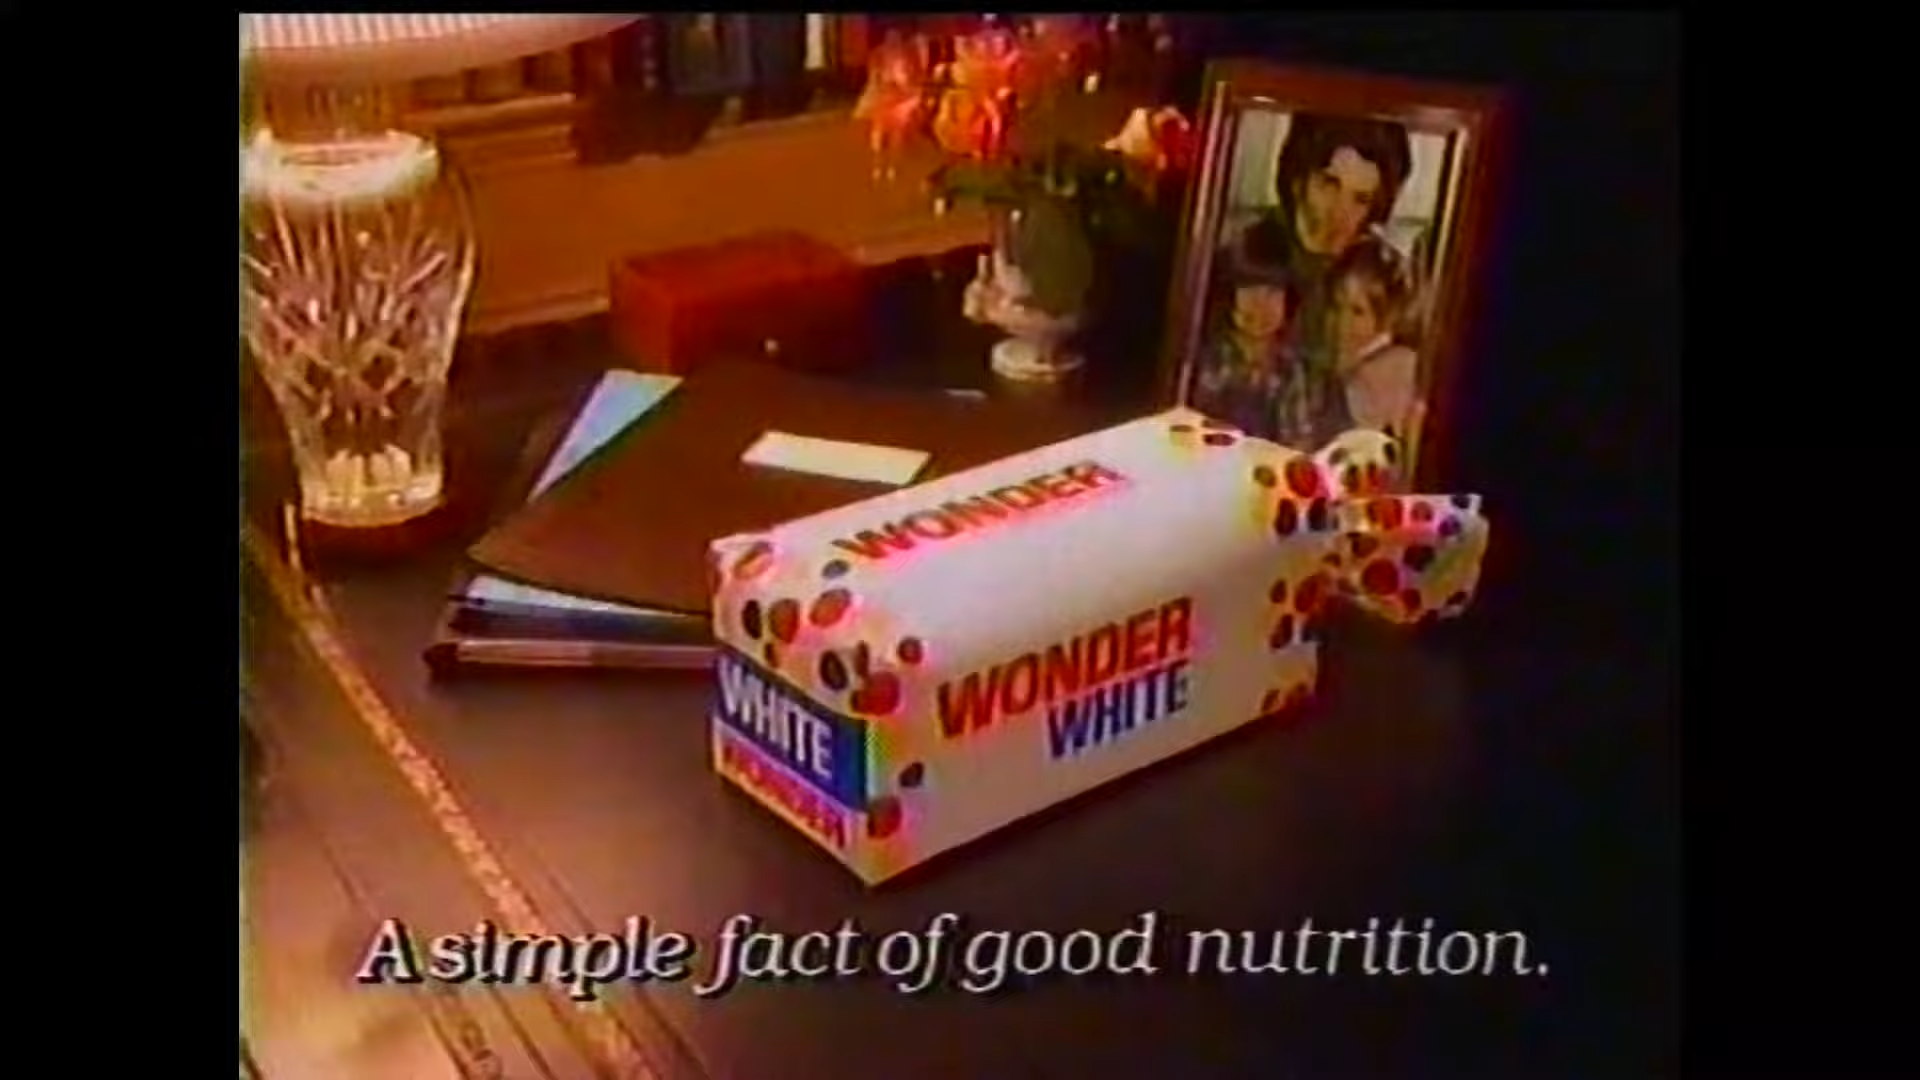 WONDER
WONDER
WHITE
WHITE
WONDER
A simple fact of good nutrition.